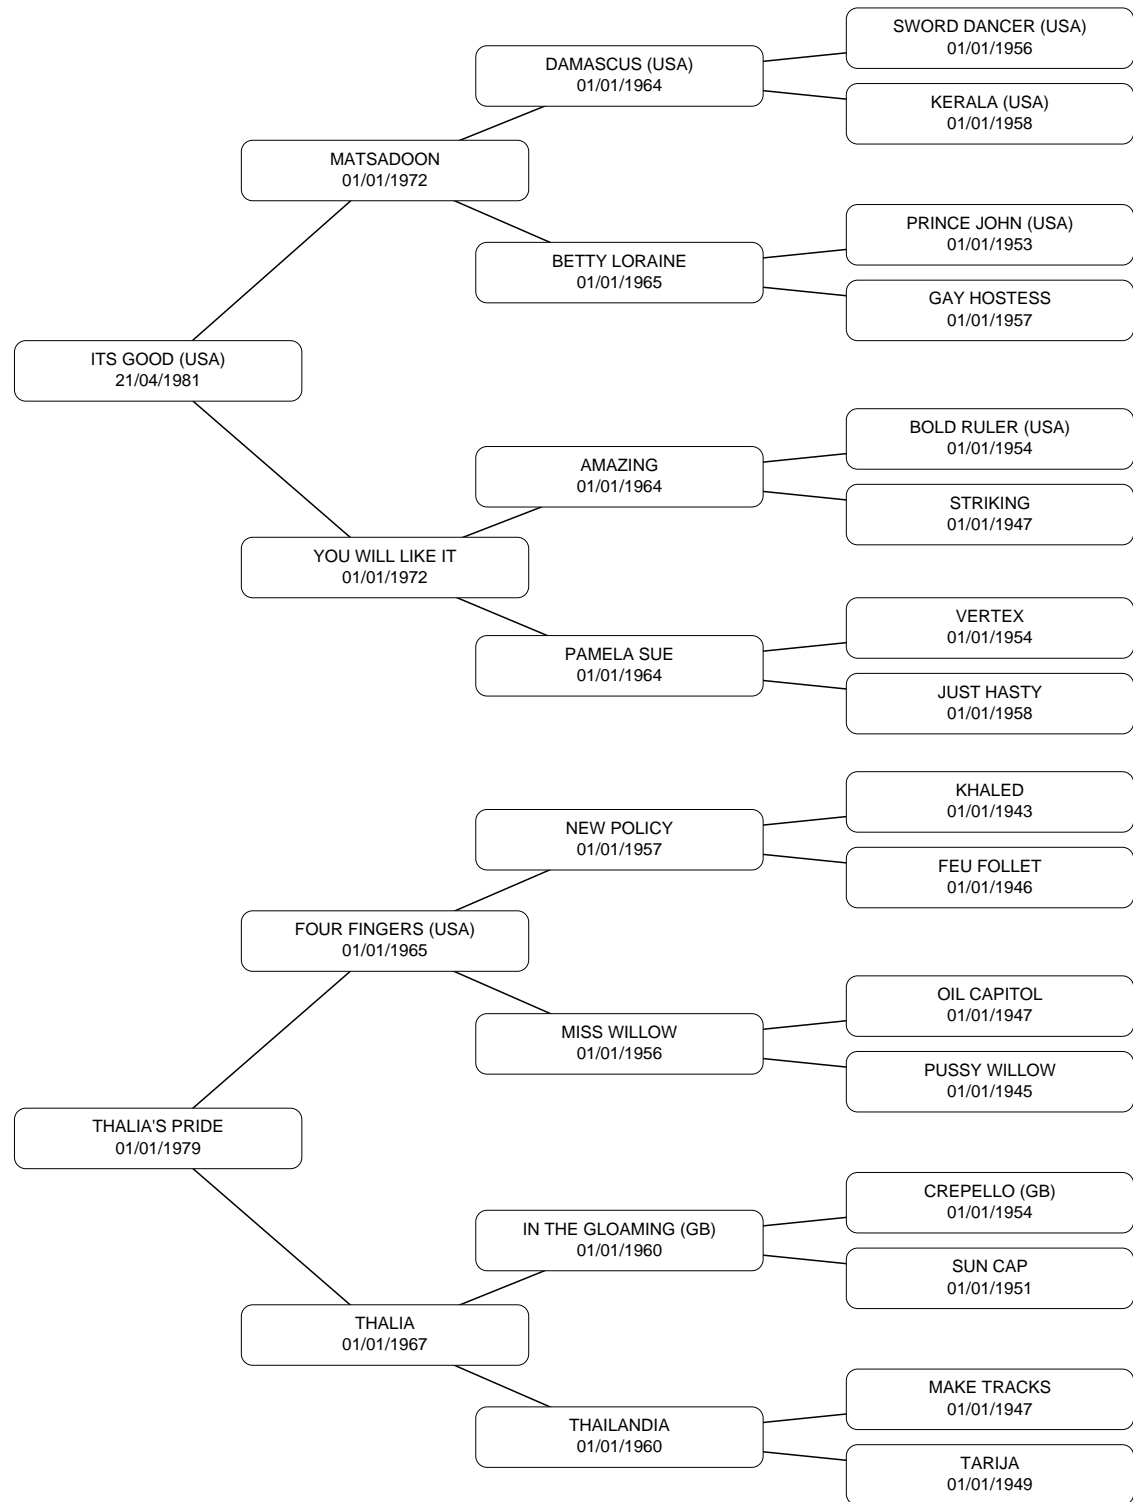 SWORD DANCER (USA)
01/01/1956
DAMASCUS (USA)
01/01/1964
KERALA (USA)
01/01/1958
MATSADOON
01/01/1972
PRINCE JOHN (USA)
01/01/1953
BETTY LORAINE
01/01/1965
GAY HOSTESS
01/01/1957
ITS GOOD (USA)
21/04/1981
BOLD RULER (USA)
01/01/1954
AMAZING
01/01/1964
STRIKING
01/01/1947
YOU WILL LIKE IT
01/01/1972
VERTEX
01/01/1954
PAMELA SUE
01/01/1964
JUST HASTY
01/01/1958
KHALED
01/01/1943
NEW POLICY
01/01/1957
FEU FOLLET
01/01/1946
FOUR FINGERS (USA)
01/01/1965
OIL CAPITOL
01/01/1947
MISS WILLOW
01/01/1956
PUSSY WILLOW
01/01/1945
THALIA'S PRIDE
01/01/1979
CREPELLO (GB)
01/01/1954
IN THE GLOAMING (GB)
01/01/1960
SUN CAP
01/01/1951
THALIA
01/01/1967
MAKE TRACKS
01/01/1947
THAILANDIA
01/01/1960
TARIJA
01/01/1949